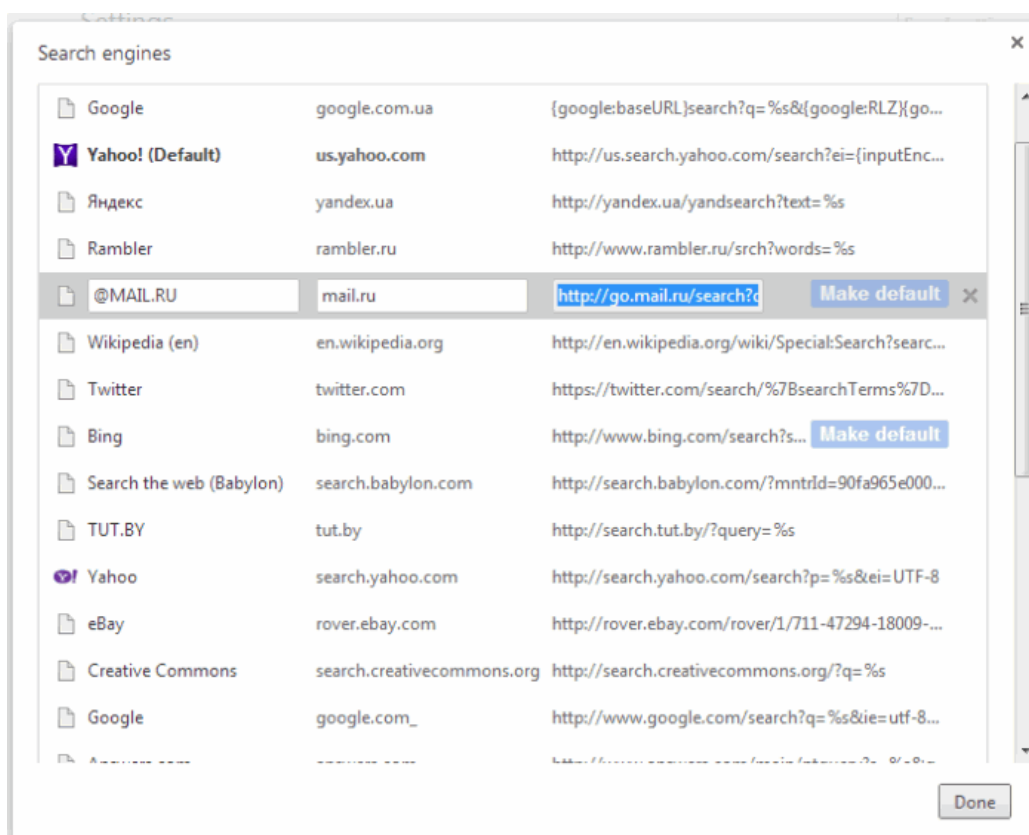 Settings
Search engines
Google google.com.ua {google:baseURL}search?q=%s&{google:RLZ}{go...
Yahoo! (Default) us.yahoo.com http://us.search.yahoo.com/search?ei={inputEnc...
Яндекс yandex.ua http://yandex.ua/yandsearch?text=%s
Rambler rambler.ru http://www.rambler.ru/srch?words=%s
@MAIL.RU mail.ru http://go.mail.ru/search?q Make default
Wikipedia (en) en.wikipedia.org http://en.wikipedia.org/wiki/Special:Search?searc...
Twitter twitter.com https://twitter.com/search/%7BsearchTerms%7D...
Bing bing.com http://www.bing.com/search?s... Make default
Search the web (Babylon) search.babylon.com http://search.babylon.com/?mntrId=90fa965e000...
TUT.BY tut.by http://search.tut.by/?query=%s
Yahoo search.yahoo.com http://search.yahoo.com/search?p=%s&ei=UTF-8
eBay rover.ebay.com http://rover.ebay.com/rover/1/711-47294-18009-...
Creative Commons search.creativecommons.org http://search.creativecommons.org/?q=%s
Google google.com_ http://www.google.com/search?q=%s&ie=utf-8...
Answers.com answers.com
Done